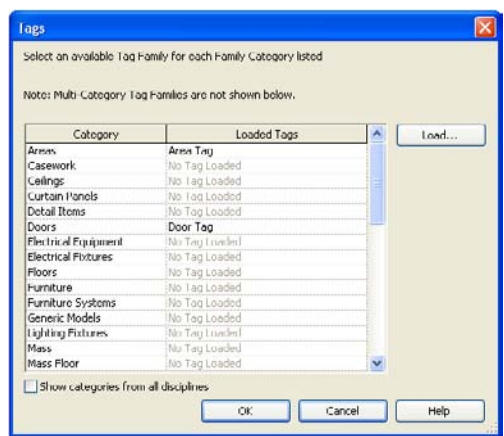 Tags
Select an available Tag Family for each Family Category listed
Note: Multi-Category Tag Families are not shown below.
Category Loaded Tags
Load...
Areas Area Tag
Casework No Tag Loaded
Ceilings No Tag Loaded
Curtain Panels No Tag Loaded
Detail Items No Tag Loaded
Doors Door Tag
Electrical Equipment No Tag Loaded
Electrical Fixtures No Tag Loaded
Floors No Tag Loaded
Furniture No Tag Loaded
Furniture Systems No Tag Loaded
Generic Models No Tag Loaded
Lighting Fixtures No Tag Loaded
Mass No Tag Loaded
Mass Floor No Tag Loaded
Show categories from all disciplines
OK Cancel Help